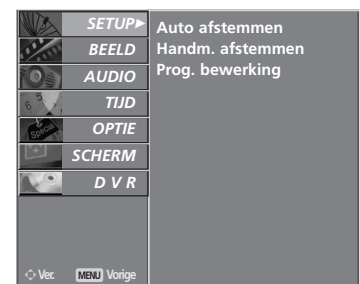 SETUP
BEELD
AUDIO
TIJD
OPTIE
SCHERM
D V R
Auto afstemmen
Handm. afstemmen
Prog. bewerking
Ver. MENU Vorige